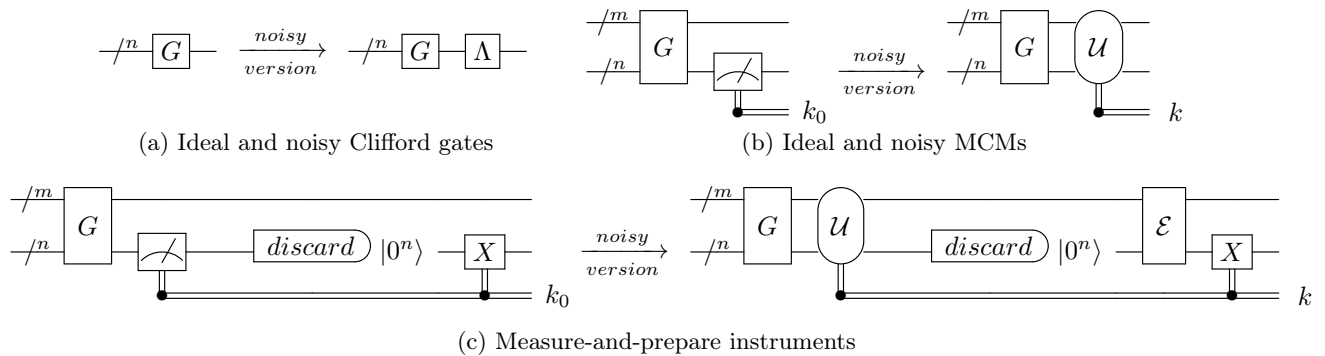 n G noisy version n G Λ
(a) Ideal and noisy Clifford gates
m n G k₀ noisy version m n G 𝒰 k
(b) Ideal and noisy MCMs
m n G discard |0ⁿ⟩ X k₀ noisy version m n G 𝒰 discard |0ⁿ⟩ ℰ X k
(c) Measure-and-prepare instruments